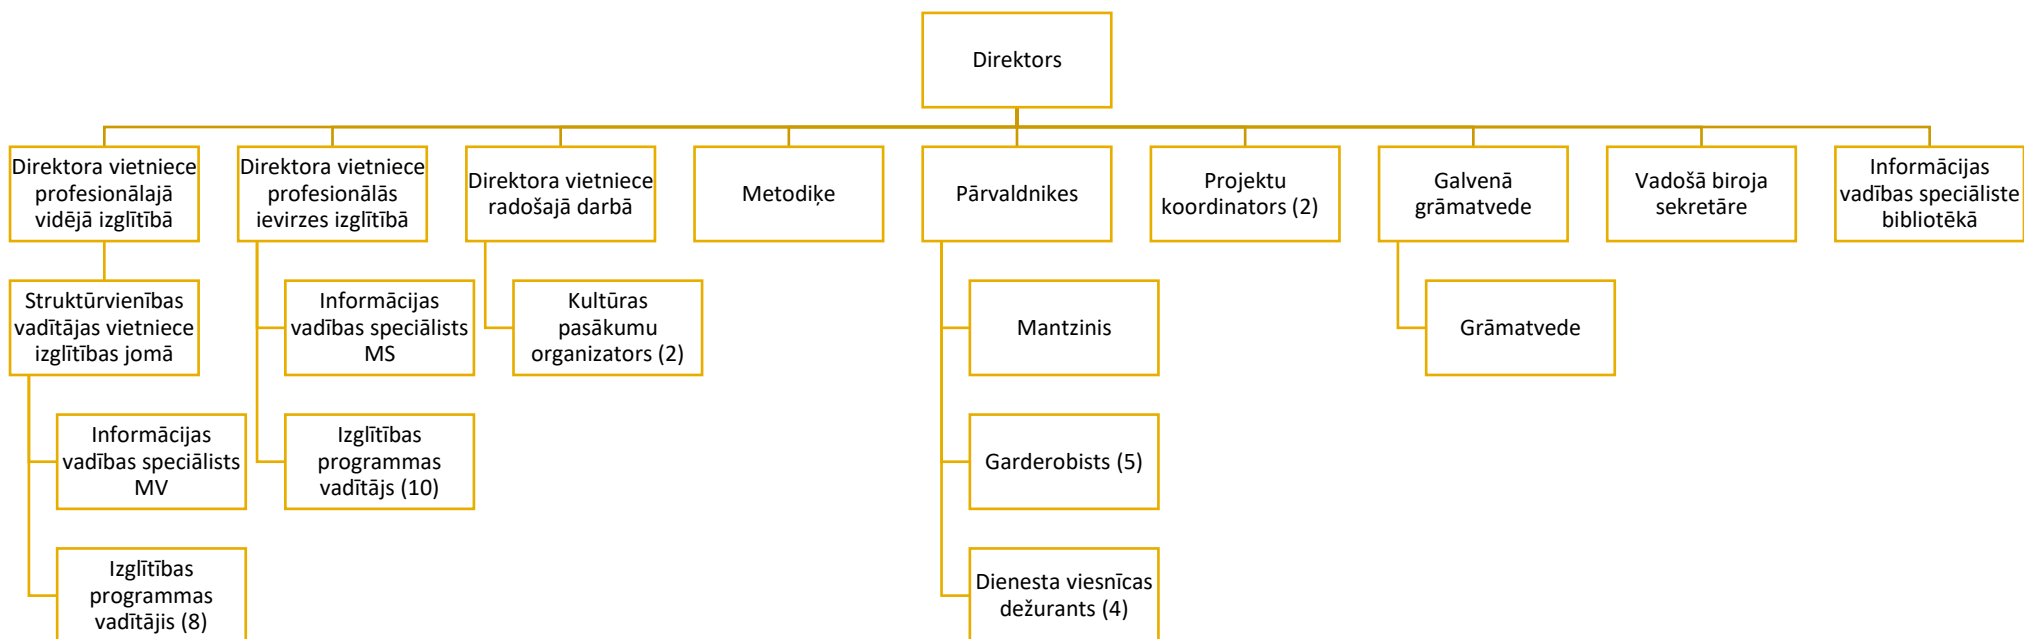 Direktors
Direktora vietniece
profesionālajā
vidējā izglītībā
Direktora vietniece
profesionālās
ievirzes izglītībā
Direktora vietniece
radošajā darbā
Metodiķe
Pārvaldnikes
Projektu
koordinators (2)
Galvenā
grāmatvede
Vadošā biroja
sekretāre
Informācijas
vadības speciāliste
bibliotēkā
Struktūrvienības
vadītājas vietniece
izglītības jomā
Informācijas
vadības speciālists
MS
Kultūras
pasākumu
organizators (2)
Mantzinis
Grāmatvede
Informācijas
vadības speciālists
MV
Izglītības
programmas
vadītājs (10)
Garderobists (5)
Izglītības
programmas
vadītājis (8)
Dienesta viesnīcas
dežurants (4)